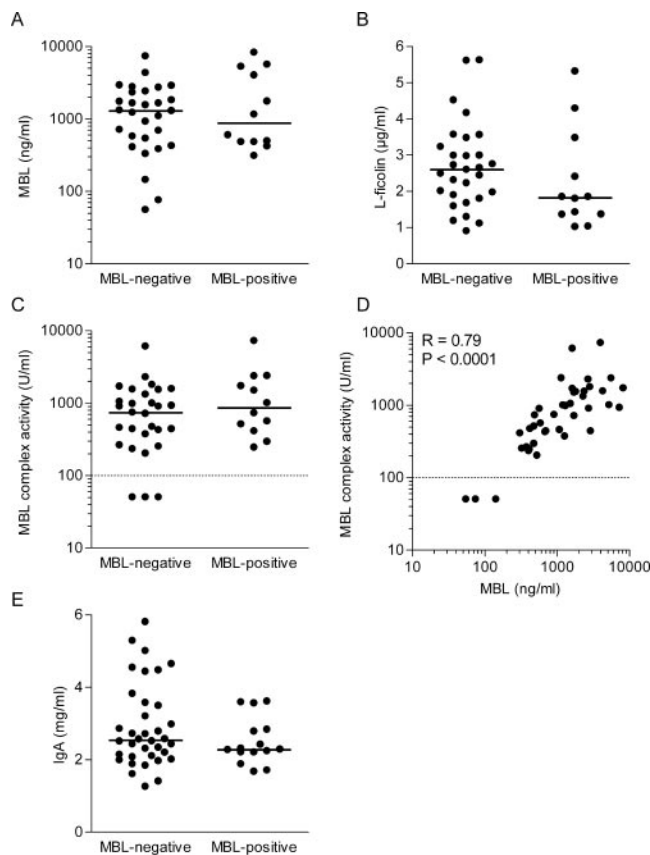 A
MBL (ng/ml)
10000
1000
100
10
MBL-negative MBL-positive
B
L-ficolin (µg/ml)
6
5
4
3
2
1
0
MBL-negative MBL-positive
C
MBL complex activity (U/ml)
10000
1000
100
10
MBL-negative MBL-positive
D
R = 0.79
P < 0.0001
MBL complex activity (U/ml)
10000
1000
100
10
10 100 1000 10000
MBL (ng/ml)
E
IgA (mg/ml)
6
4
2
0
MBL-negative MBL-positive